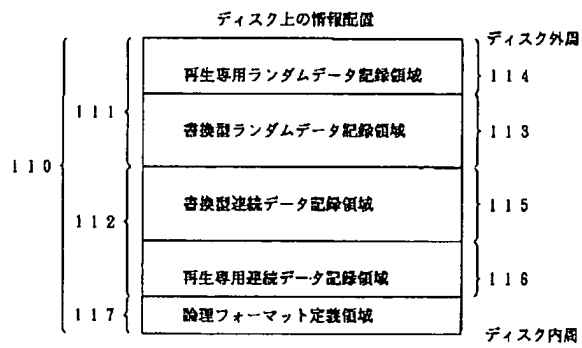 ディスク上の情報配置
ディスク外周
再生専用ランダムデータ記録領域
114
111
書換型ランダムデータ記録領域
113
110
書換型連続データ記録領域
115
112
再生専用連続データ記録領域
116
117
論理フォーマット定義領域
ディスク内周